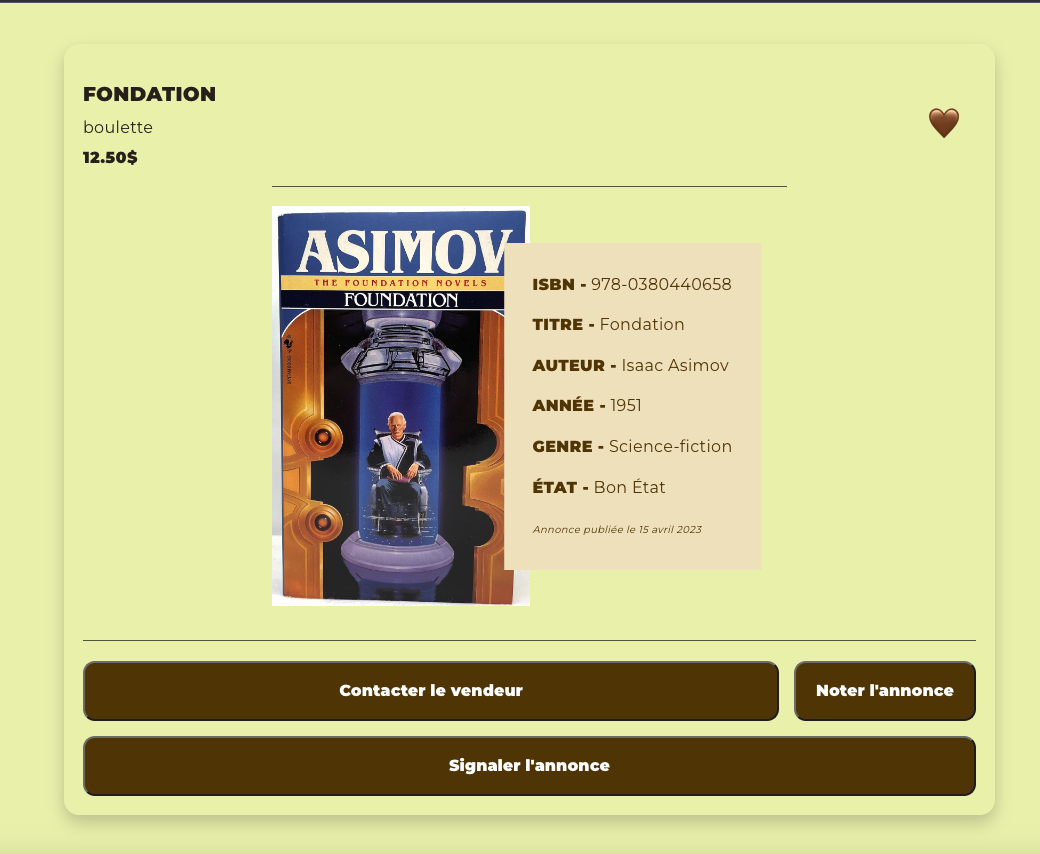 FONDATION
boulette
12.50$
ASIMOV
THE FOUNDATION NOVELS
FOUNDATION
ISBN - 978-0380440658
TITRE - Fondation
AUTEUR - Isaac Asimov
ANNÉE - 1951
GENRE - Science-fiction
ÉTAT - Bon État
Annonce publiée le 15 avril 2023
Contacter le vendeur
Noter l'annonce
Signaler l'annonce